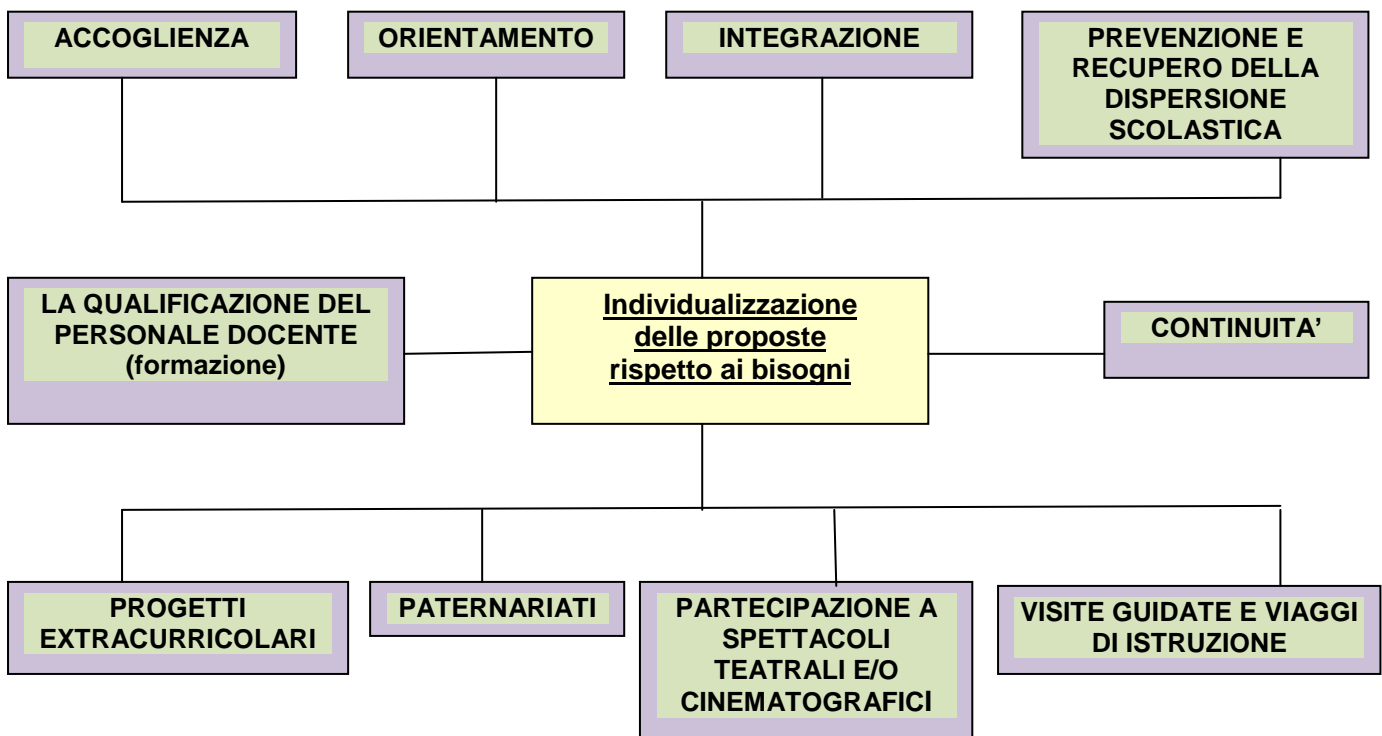 ACCOGLIENZA
ORIENTAMENTO
INTEGRAZIONE
PREVENZIONE E
RECUPERO DELLA
DISPERSIONE
SCOLASTICA
LA QUALIFICAZIONE DEL
PERSONALE DOCENTE
(formazione)
Individualizzazione
delle proposte
rispetto ai bisogni
CONTINUITA’
PROGETTI
EXTRACURRICOLARI
PATERNARIATI
PARTECIPAZIONE A
SPETTACOLI
TEATRALI E/O
CINEMATOGRAFICI
VISITE GUIDATE E VIAGGI
DI ISTRUZIONE